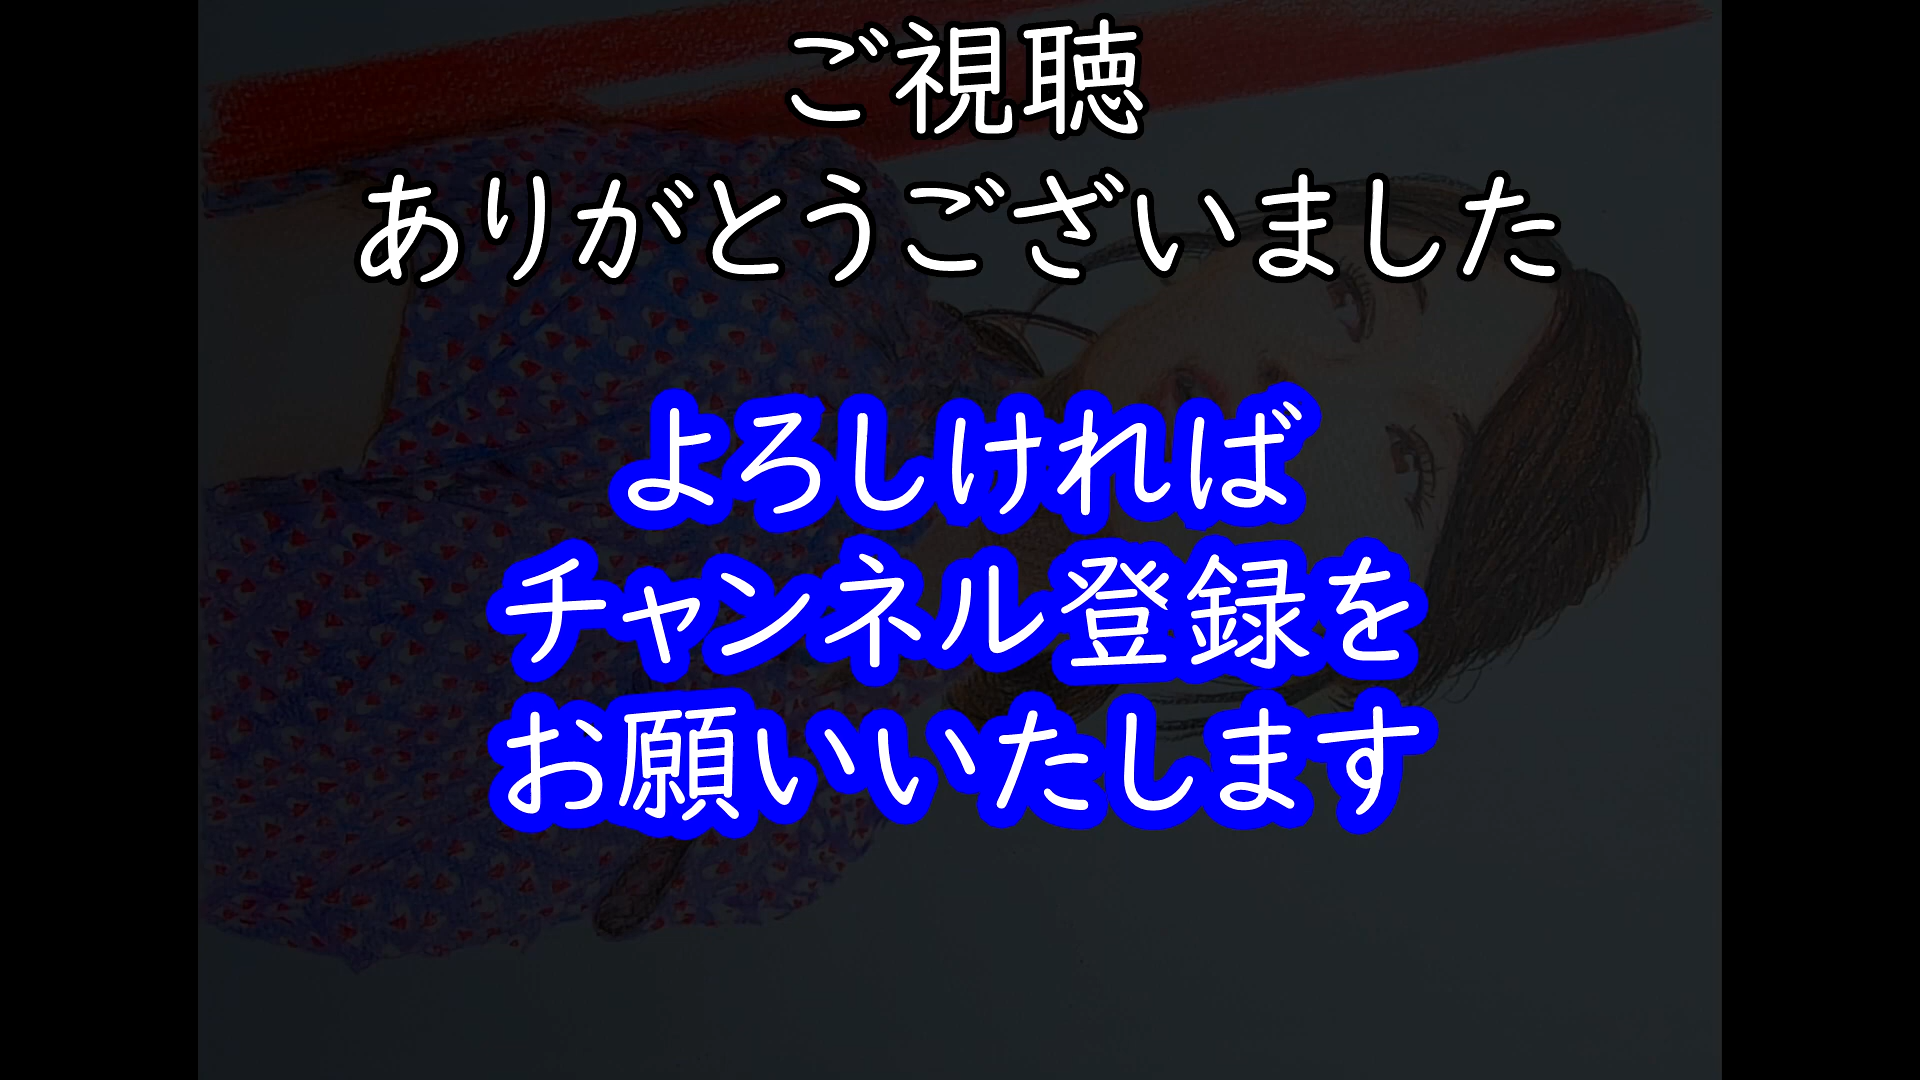 ご視聴
ありがとうございました
よろしければ
チャンネル登録を
お願いいたします